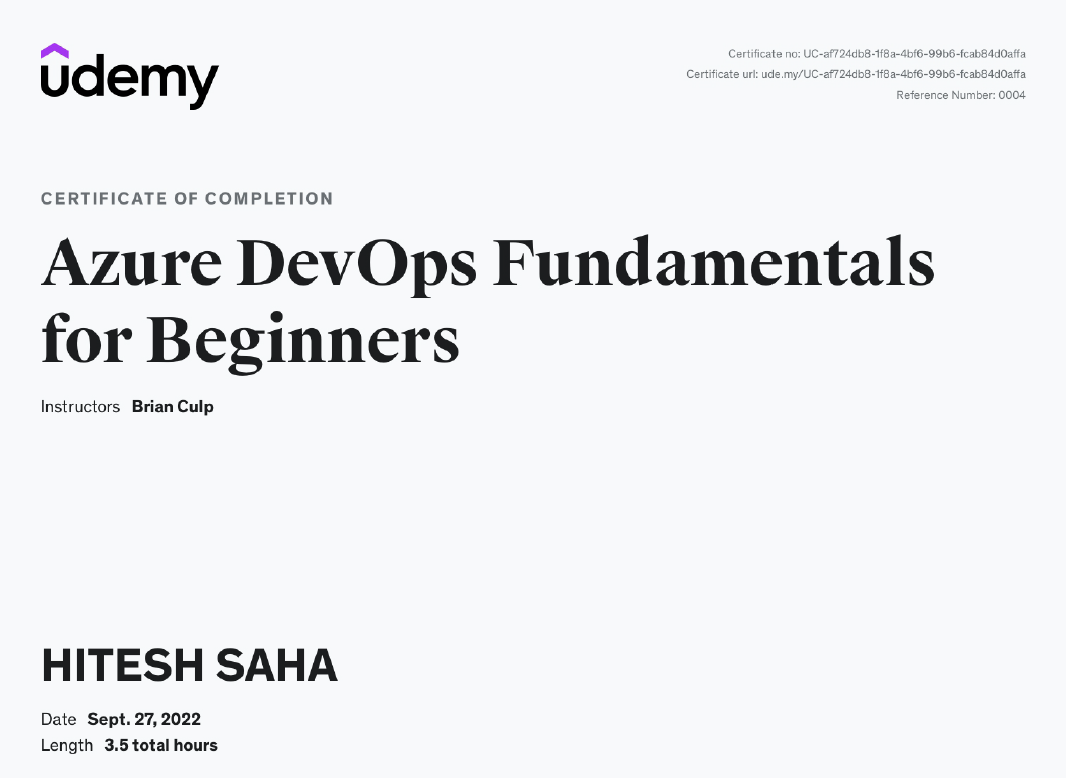 udemy
Certificate no: UC-af724db8-1f8a-4bf6-99b6-fcab84d0affa
Certificate url: ude.my/UC-af724db8-1f8a-4bf6-99b6-fcab84d0affa
Reference Number: 0004
CERTIFICATE OF COMPLETION
Azure DevOps Fundamentals
for Beginners
Instructors Brian Culp
HITESH SAHA
Date Sept. 27, 2022
Length 3.5 total hours